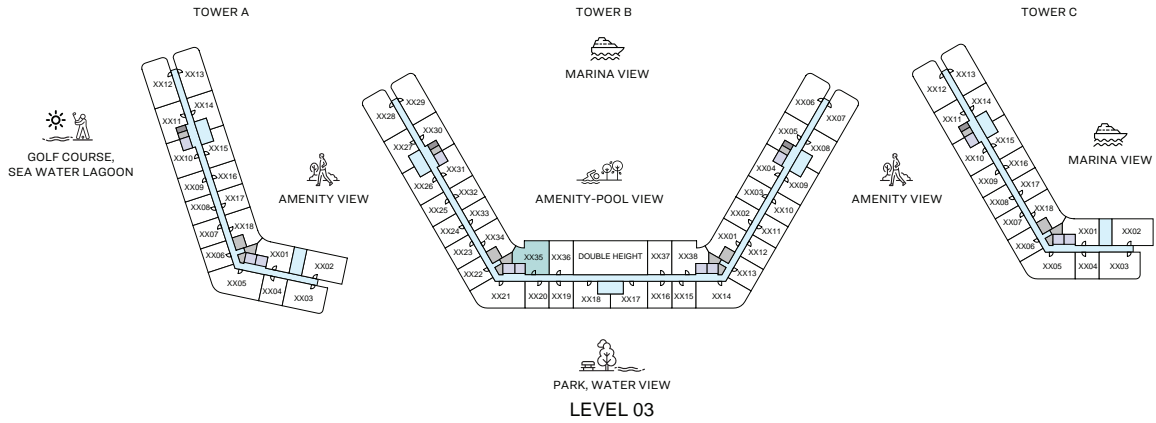 TOWER A
TOWER B
TOWER C
MARINA VIEW
GOLF COURSE,
SEA WATER LAGOON
AMENITY VIEW
AMENITY-POOL VIEW
AMENITY VIEW
MARINA VIEW
XX12
XX13
XX11
XX14
XX10
XX15
XX09
XX16
XX08
XX17
XX07
XX18
XX06
XX01
XX02
XX05
XX04
XX03
XX28
XX29
XX27
XX30
XX26
XX31
XX25
XX32
XX24
XX33
XX23
XX34
XX22
XX35
XX36
DOUBLE HEIGHT
XX37
XX38
XX21
XX20
XX19
XX18
XX17
XX16
XX15
XX14
XX06
XX07
XX05
XX08
XX04
XX09
XX03
XX10
XX02
XX11
XX01
XX12
XX13
XX12
XX13
XX11
XX14
XX10
XX15
XX09
XX16
XX08
XX17
XX07
XX18
XX06
XX01
XX02
XX05
XX04
XX03
PARK, WATER VIEW
LEVEL 03